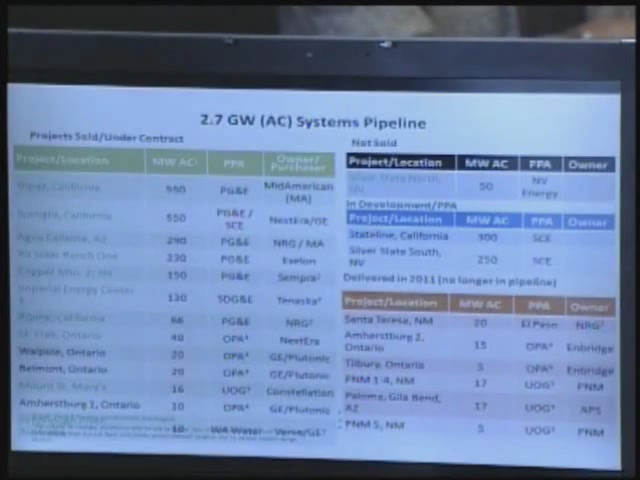 2.7 GW (AC) Systems Pipeline
Projects Sold/Under Contract
Project/Location MW AC PPA Owner/Purchaser
Topaz, California 550 PG&E MidAmerican (MA)
Sunlight, California 550 PG&E / SCE NextEra/GE
Agua Caliente, AZ 290 PG&E NRG / MA
AV Solar Ranch One 230 PG&E Exelon
Copper Mtn. 2, NV 150 PG&E Sempra
Imperial Energy Center 130 SDG&E Tenaska
Alpine, California 66 PG&E NRG
St. Clair, Ontario 40 OPA NextEra
Walpole, Ontario 20 OPA GE/Plutonic
Belmont, Ontario 20 OPA GE/Plutonic
Mount St. Mary's 16 UOG Constellation
Amherstburg 1, Ontario 10 OPA GE/Plutonic
10 WA Water Verve/GE
Not Sold
Project/Location MW AC PPA Owner
Silver State North, NV 50 NV Energy
In Development/PPA
Project/Location MW AC PPA Owner
Stateline, California 300 SCE
Silver State South, NV 250 SCE
Delivered in 2011 (no longer in pipeline)
Project/Location MW AC PPA Owner
Santa Teresa, NM 20 El Paso NRG
Amherstburg 2, Ontario 15 OPA Enbridge
Tilbury, Ontario 5 OPA Enbridge
PNM 1-4, NM 17 UOG PNM
Paloma, Gila Bend, AZ 17 UOG APS
PNM 5, NM 5 UOG PNM